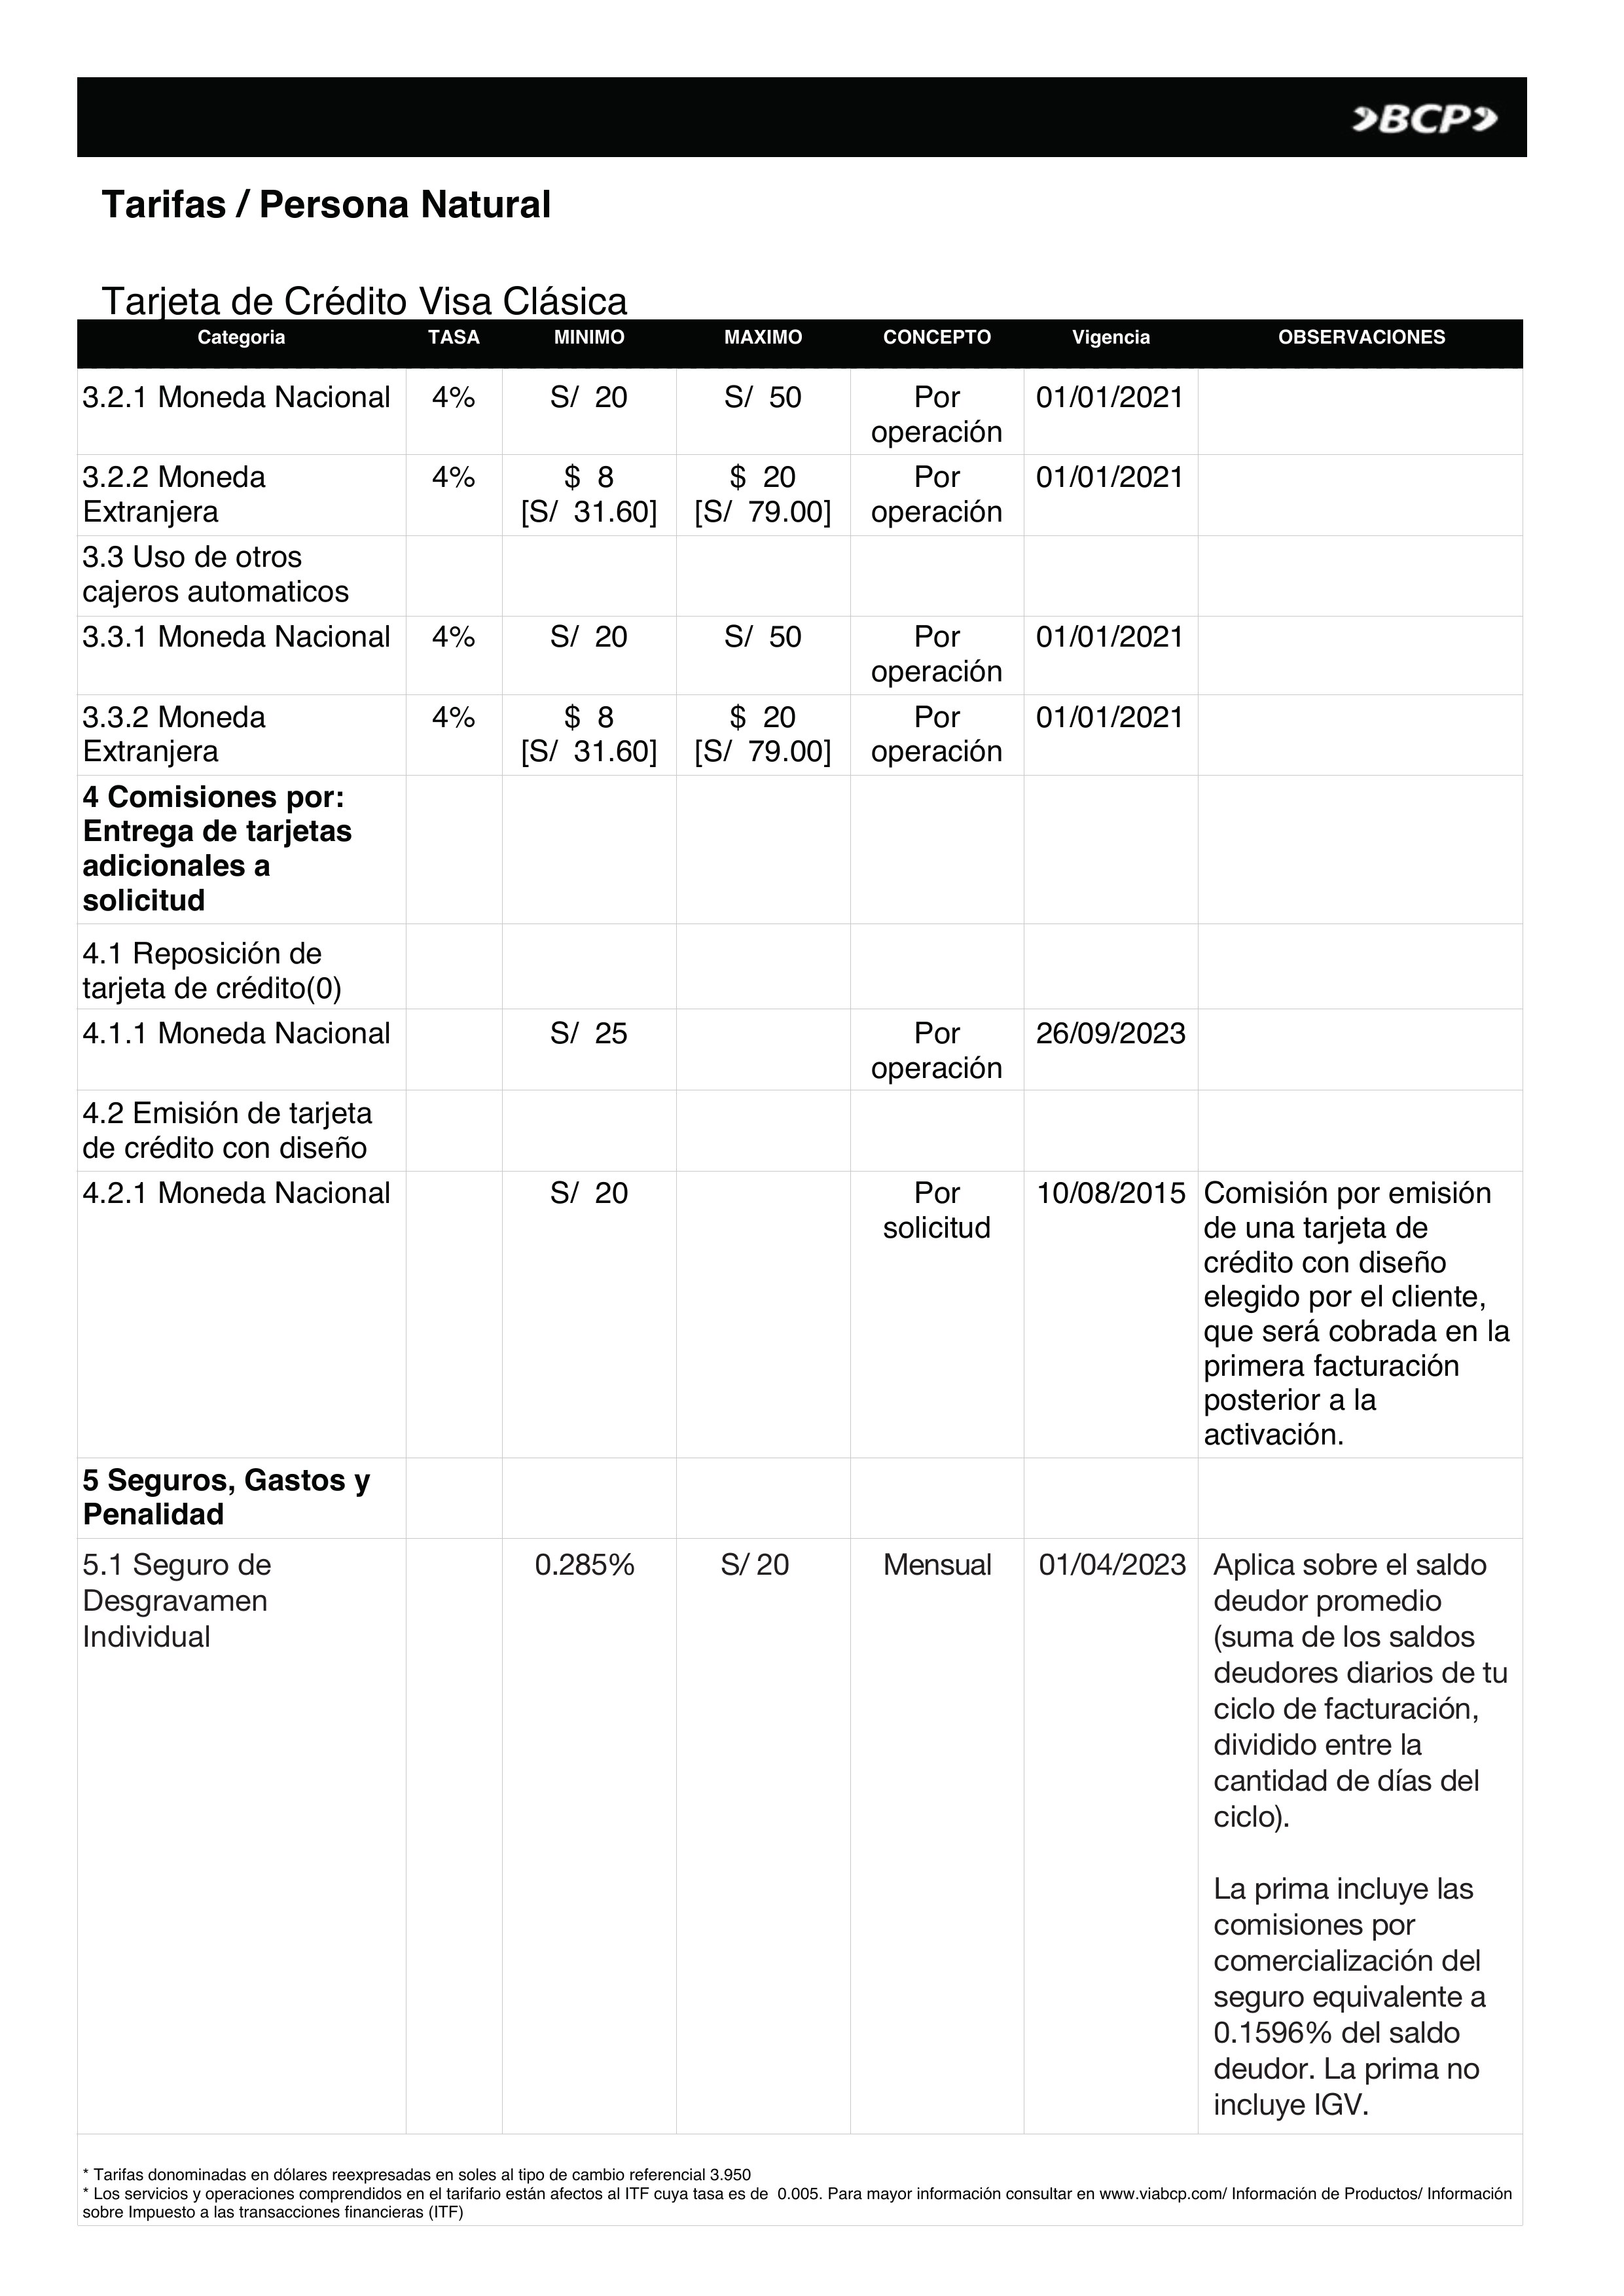 BCP
Tarifas / Persona Natural
Tarjeta de Crédito Visa Clásica
Categoria TASA MINIMO MAXIMO CONCEPTO Vigencia OBSERVACIONES
3.2.1 Moneda Nacional 4% S/ 20 S/ 50 Por 01/01/2021
operación
3.2.2 Moneda 4% $ 8 $ 20 Por 01/01/2021
Extranjera [S/ 31.60] [S/ 79.00] operación
3.3 Uso de otros
cajeros automaticos
3.3.1 Moneda Nacional 4% S/ 20 S/ 50 Por 01/01/2021
operación
3.3.2 Moneda 4% $ 8 $ 20 Por 01/01/2021
Extranjera [S/ 31.60] [S/ 79.00] operación
4 Comisiones por:
Entrega de tarjetas
adicionales a
solicitud
4.1 Reposición de
tarjeta de crédito(0)
4.1.1 Moneda Nacional S/ 25 Por 26/09/2023
operación
4.2 Emisión de tarjeta
de crédito con diseño
4.2.1 Moneda Nacional S/ 20 Por 10/08/2015 Comisión por emisión
solicitud de una tarjeta de
crédito con diseño
elegido por el cliente,
que será cobrada en la
primera facturación
posterior a la
activación.
5 Seguros, Gastos y
Penalidad
5.1 Seguro de 0.285% S/ 20 Mensual 01/04/2023 Aplica sobre el saldo
Desgravamen deudor promedio
Individual (suma de los saldos
deudores diarios de tu
ciclo de facturación,
dividido entre la
cantidad de días del
ciclo).
La prima incluye las
comisiones por
comercialización del
seguro equivalente a
0.1596% del saldo
deudor. La prima no
incluye IGV.
* Tarifas donominadas en dólares reexpresadas en soles al tipo de cambio referencial 3.950
* Los servicios y operaciones comprendidos en el tarifario están afectos al ITF cuya tasa es de 0.005. Para mayor información consultar en www.viabcp.com/ Información de Productos/ Información
sobre Impuesto a las transacciones financieras (ITF)